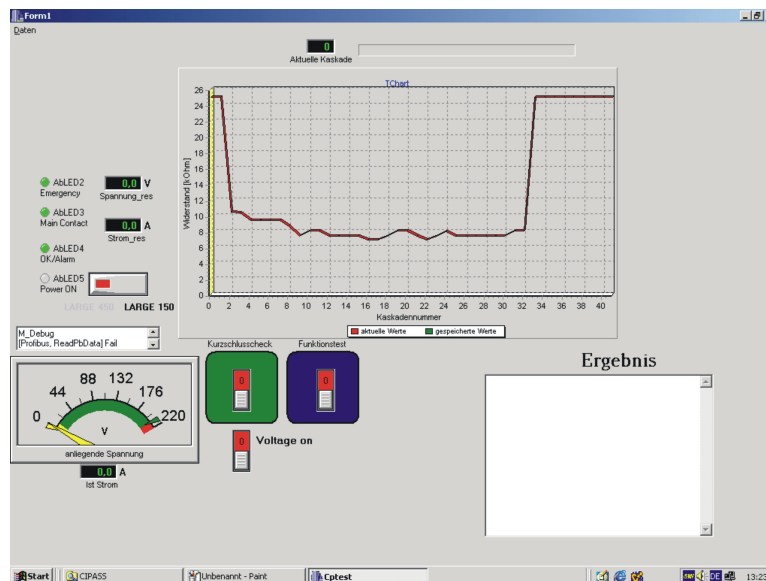 Form1
Daten
0
Aktuelle Kaskade
TChart
26
24
22
20
18
16
14
12
10
8
6
4
2
0
Widerstand [kOhm]
0 2 4 6 8 10 12 14 16 18 20 22 24 26 28 30 32 34 36 38 40
Kaskadennummer
aktuelle Werte gespeicherte Werte
AbLED2 0,0 V
Emergency Spannung_res
AbLED3
Main Contact 0,0 A
Strom_res
AbLED4
OK/Alarm
AbLED5
Power ON
LARGE 450 LARGE 150
M_Debug
[Profibus, ReadPbData] Fail
Kurzschlusscheck Funktionstest
0 0
0 Voltage on
0 44 88 132 176 220
V
anliegende Spannung
0,0 A
Ist Strom
Ergebnis
Start CIPASS Unbenannt - Paint Cptest DE 13:23